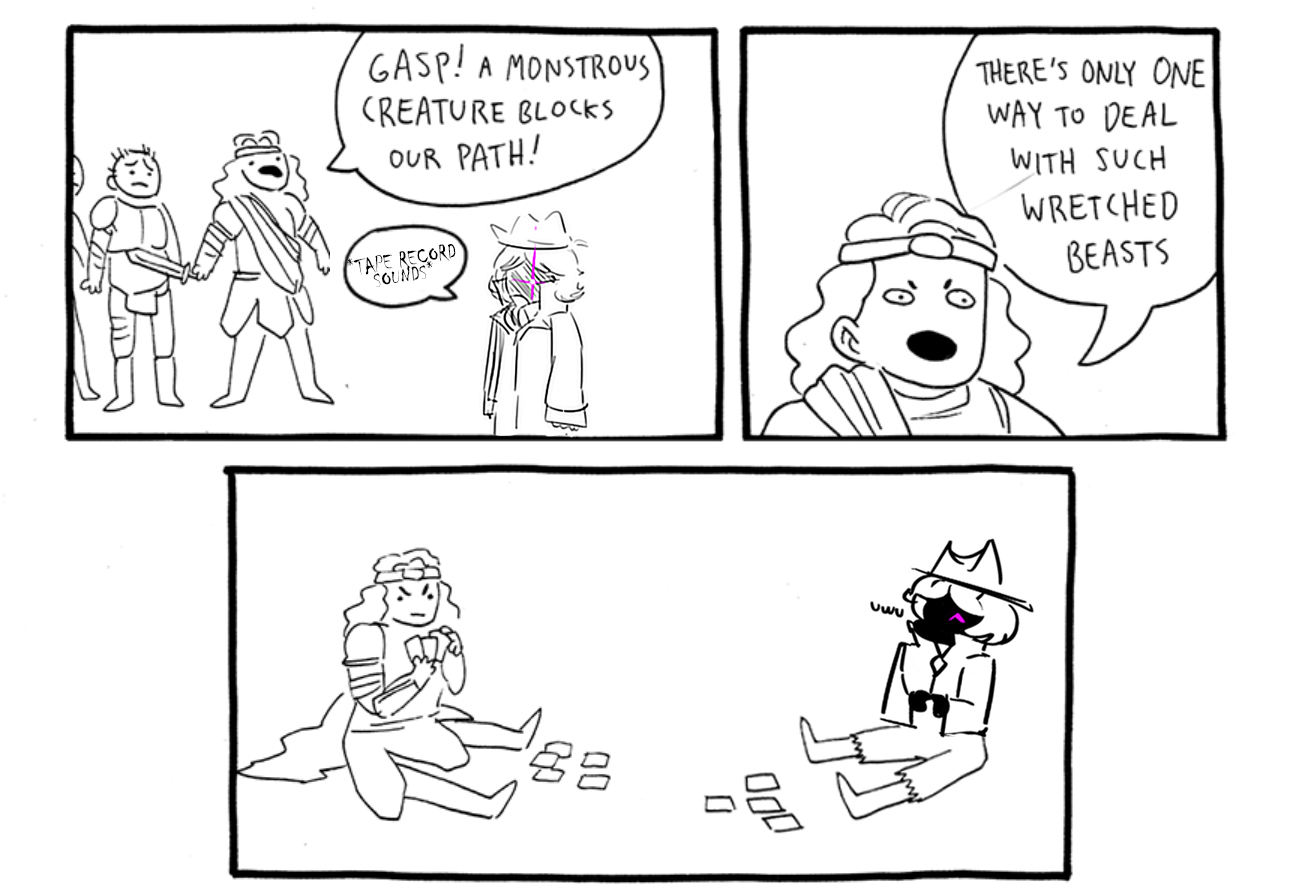 GASP! A MONSTROUS
CREATURE BLOCKS
OUR PATH!
*TAPE RECORD
SOUNDS*
THERE'S ONLY ONE
WAY TO DEAL
WITH SUCH
WRETCHED
BEASTS
UWU